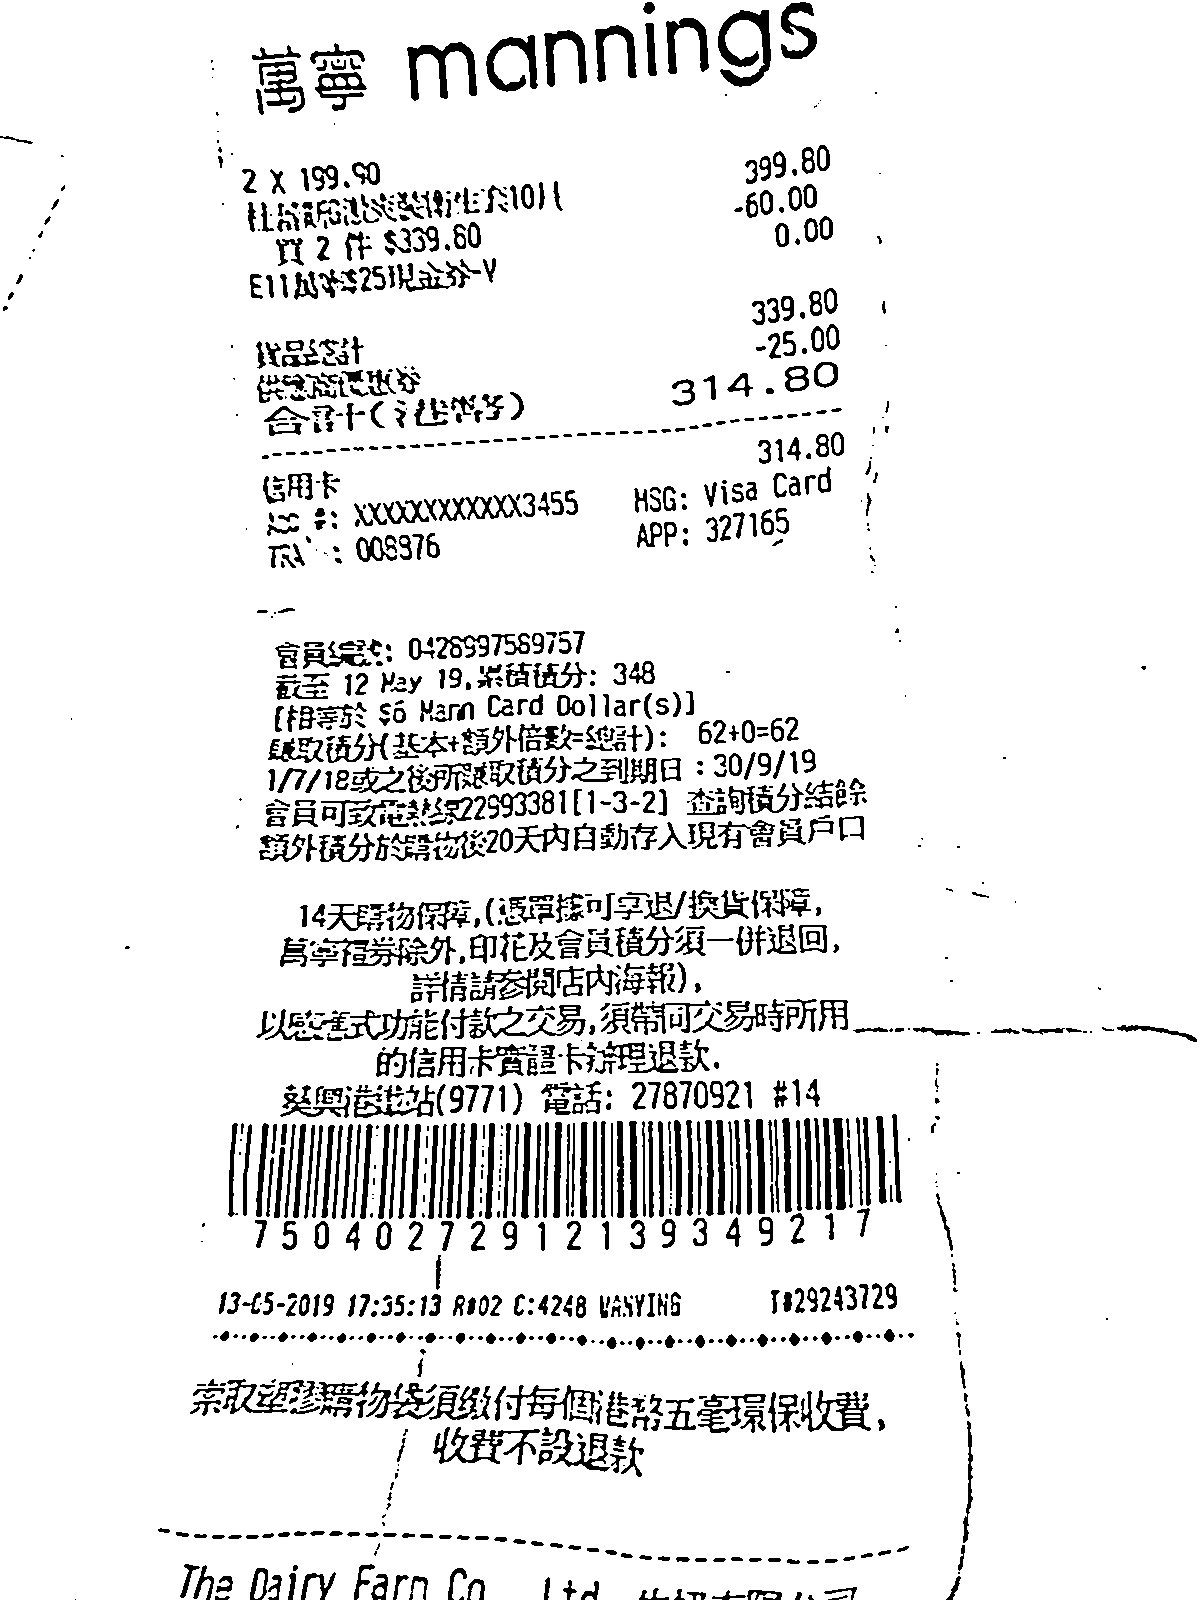 萬寧 mannings
2 X 199.90 399.80
10 -60.00
買 2 件 $339.80 0.00
E11萬寧$25現金券-V
貨品總計 339.80
-25.00
合計 314.80
信用卡 314.80
XXXXXXXXXXXX3455 MSG: Visa Card
: 008976 APP: 327165
會員編號: 0428997589757
截至 12 May 19,累積積分: 348
[相等於 $6 Mann Card Dollar(s)]
賺取積分(基本+額外倍數=總計): 62+0=62
1/7/18或之後所賺取積分之到期日:30/9/19
會員可致電熱線22993381[1-3-2] 查詢積分結餘
額外積分於購物後20天內自動存入現有會員戶口
14天購物保障,(憑單據可享退/換貨保障,
萬寧禮券除外,印花及會員積分須一併退回,
詳情請參閱店內海報),
以感應式功能付款之交易,須帶同交易時所用
的信用卡實體卡辦理退款.
葵興港鐵站(9771) 電話: 27870921 #14
7504027291213934921 7
13-05-2019 17:35:13 R#02 C:4248 WANYING T#29243729
索取塑膠購物袋須繳付每個港幣五毫環保收費,
收費不設退款
The Dairy Farm Co Ltd 牛奶有限公司